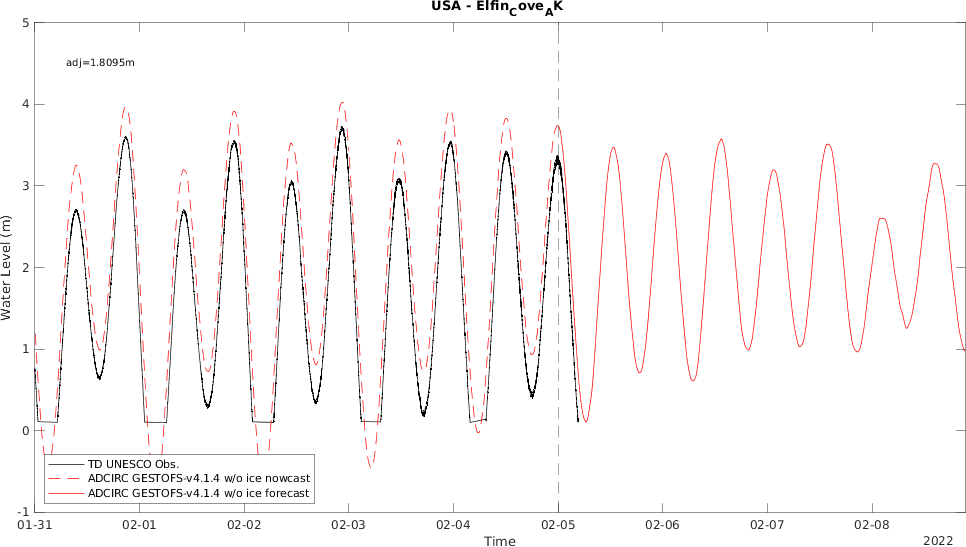 USA - Elfin_Cove_AK
5
adj=1.8095m
4
3
2
1
0
-1
Water Level (m)
TD UNESCO Obs.
ADCIRC GESTOFS-v4.1.4 w/o ice nowcast
ADCIRC GESTOFS-v4.1.4 w/o ice forecast
01-31 02-01 02-02 02-03 02-04 02-05 02-06 02-07 02-08
Time
2022